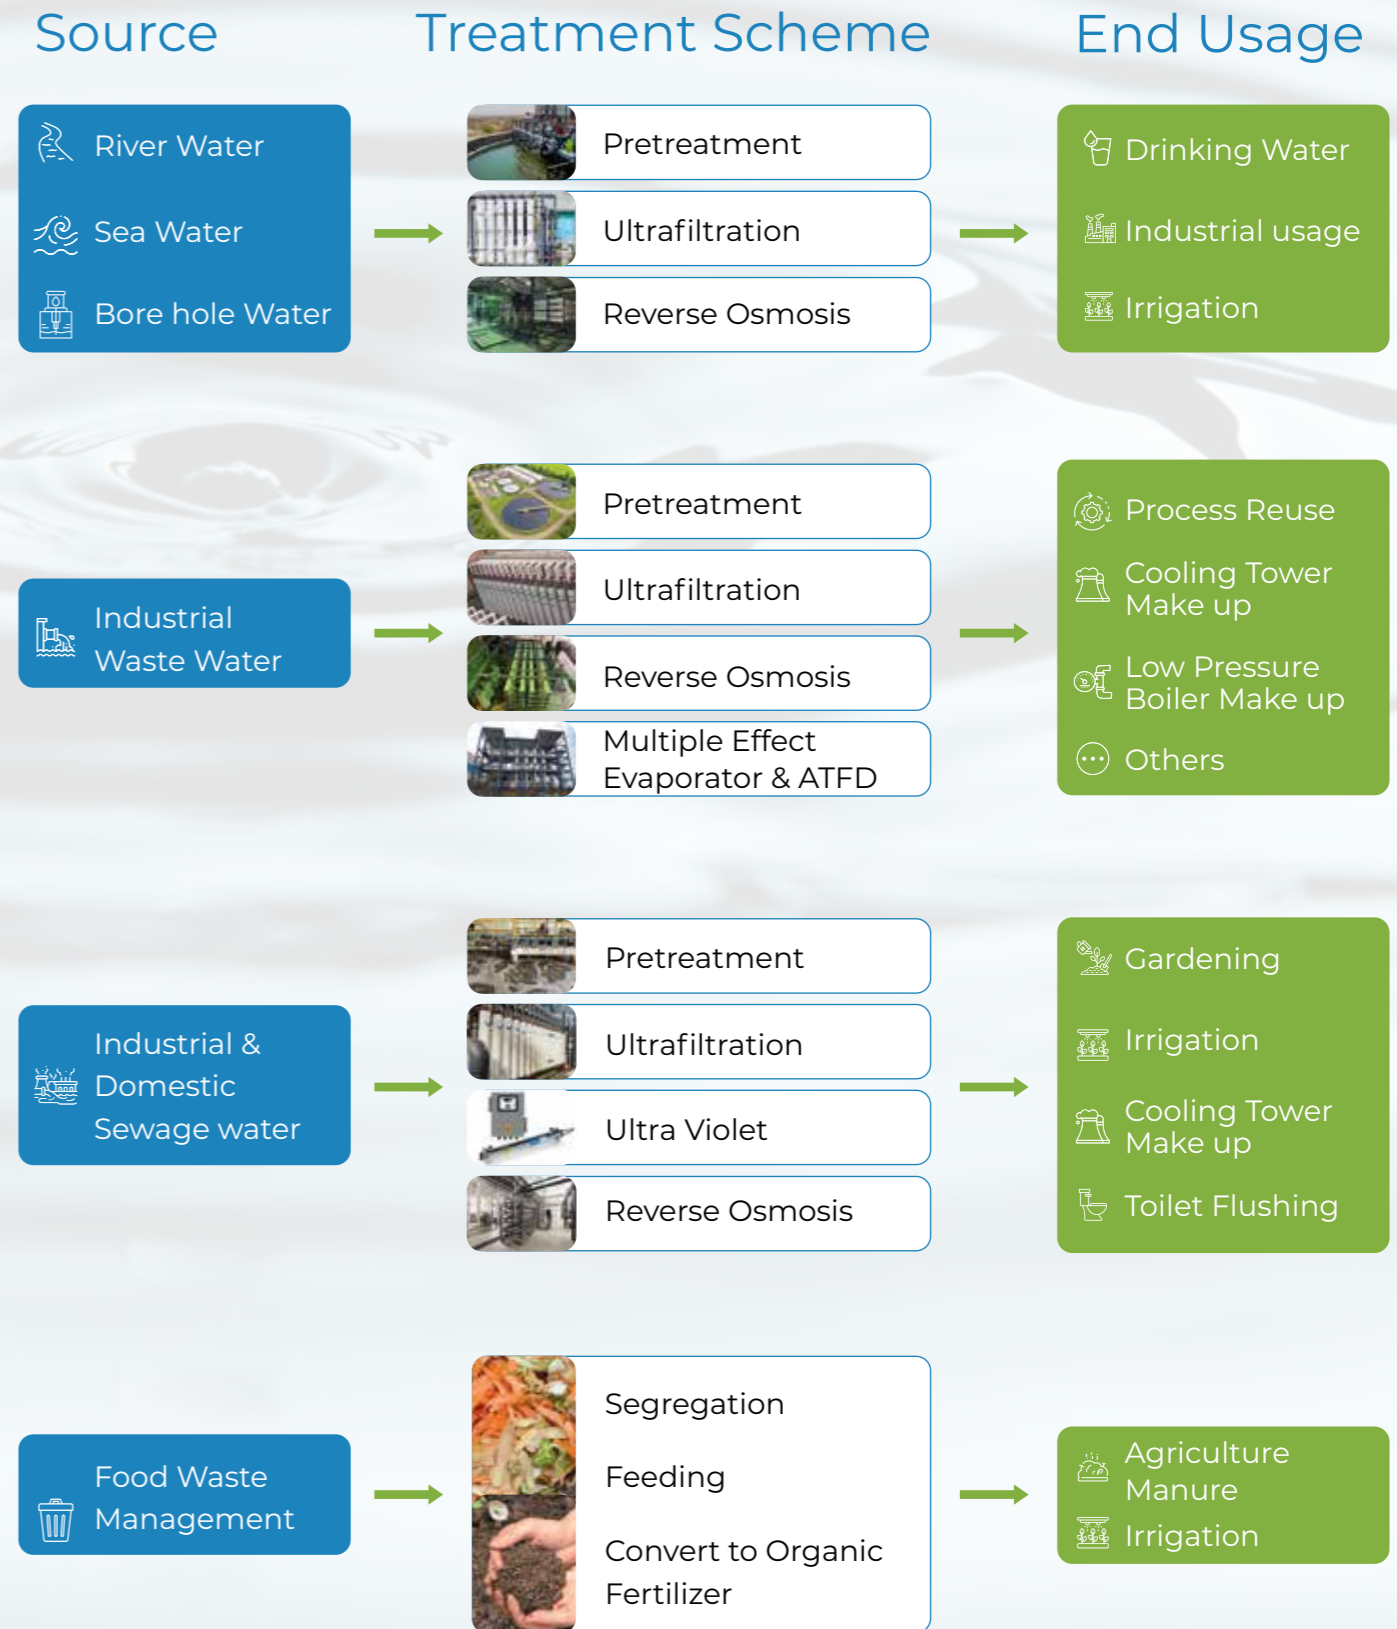 Source
Treatment Scheme
End Usage
River Water
Sea Water
Bore hole Water
Pretreatment
Ultrafiltration
Reverse Osmosis
Drinking Water
Industrial usage
Irrigation
Industrial
Waste Water
Pretreatment
Ultrafiltration
Reverse Osmosis
Multiple Effect
Evaporator & ATFD
Process Reuse
Cooling Tower
Make up
Low Pressure
Boiler Make up
Others
Industrial &
Domestic
Sewage water
Pretreatment
Ultrafiltration
Ultra Violet
Reverse Osmosis
Gardening
Irrigation
Cooling Tower
Make up
Toilet Flushing
Food Waste
Management
Segregation
Feeding
Convert to Organic
Fertilizer
Agriculture
Manure
Irrigation